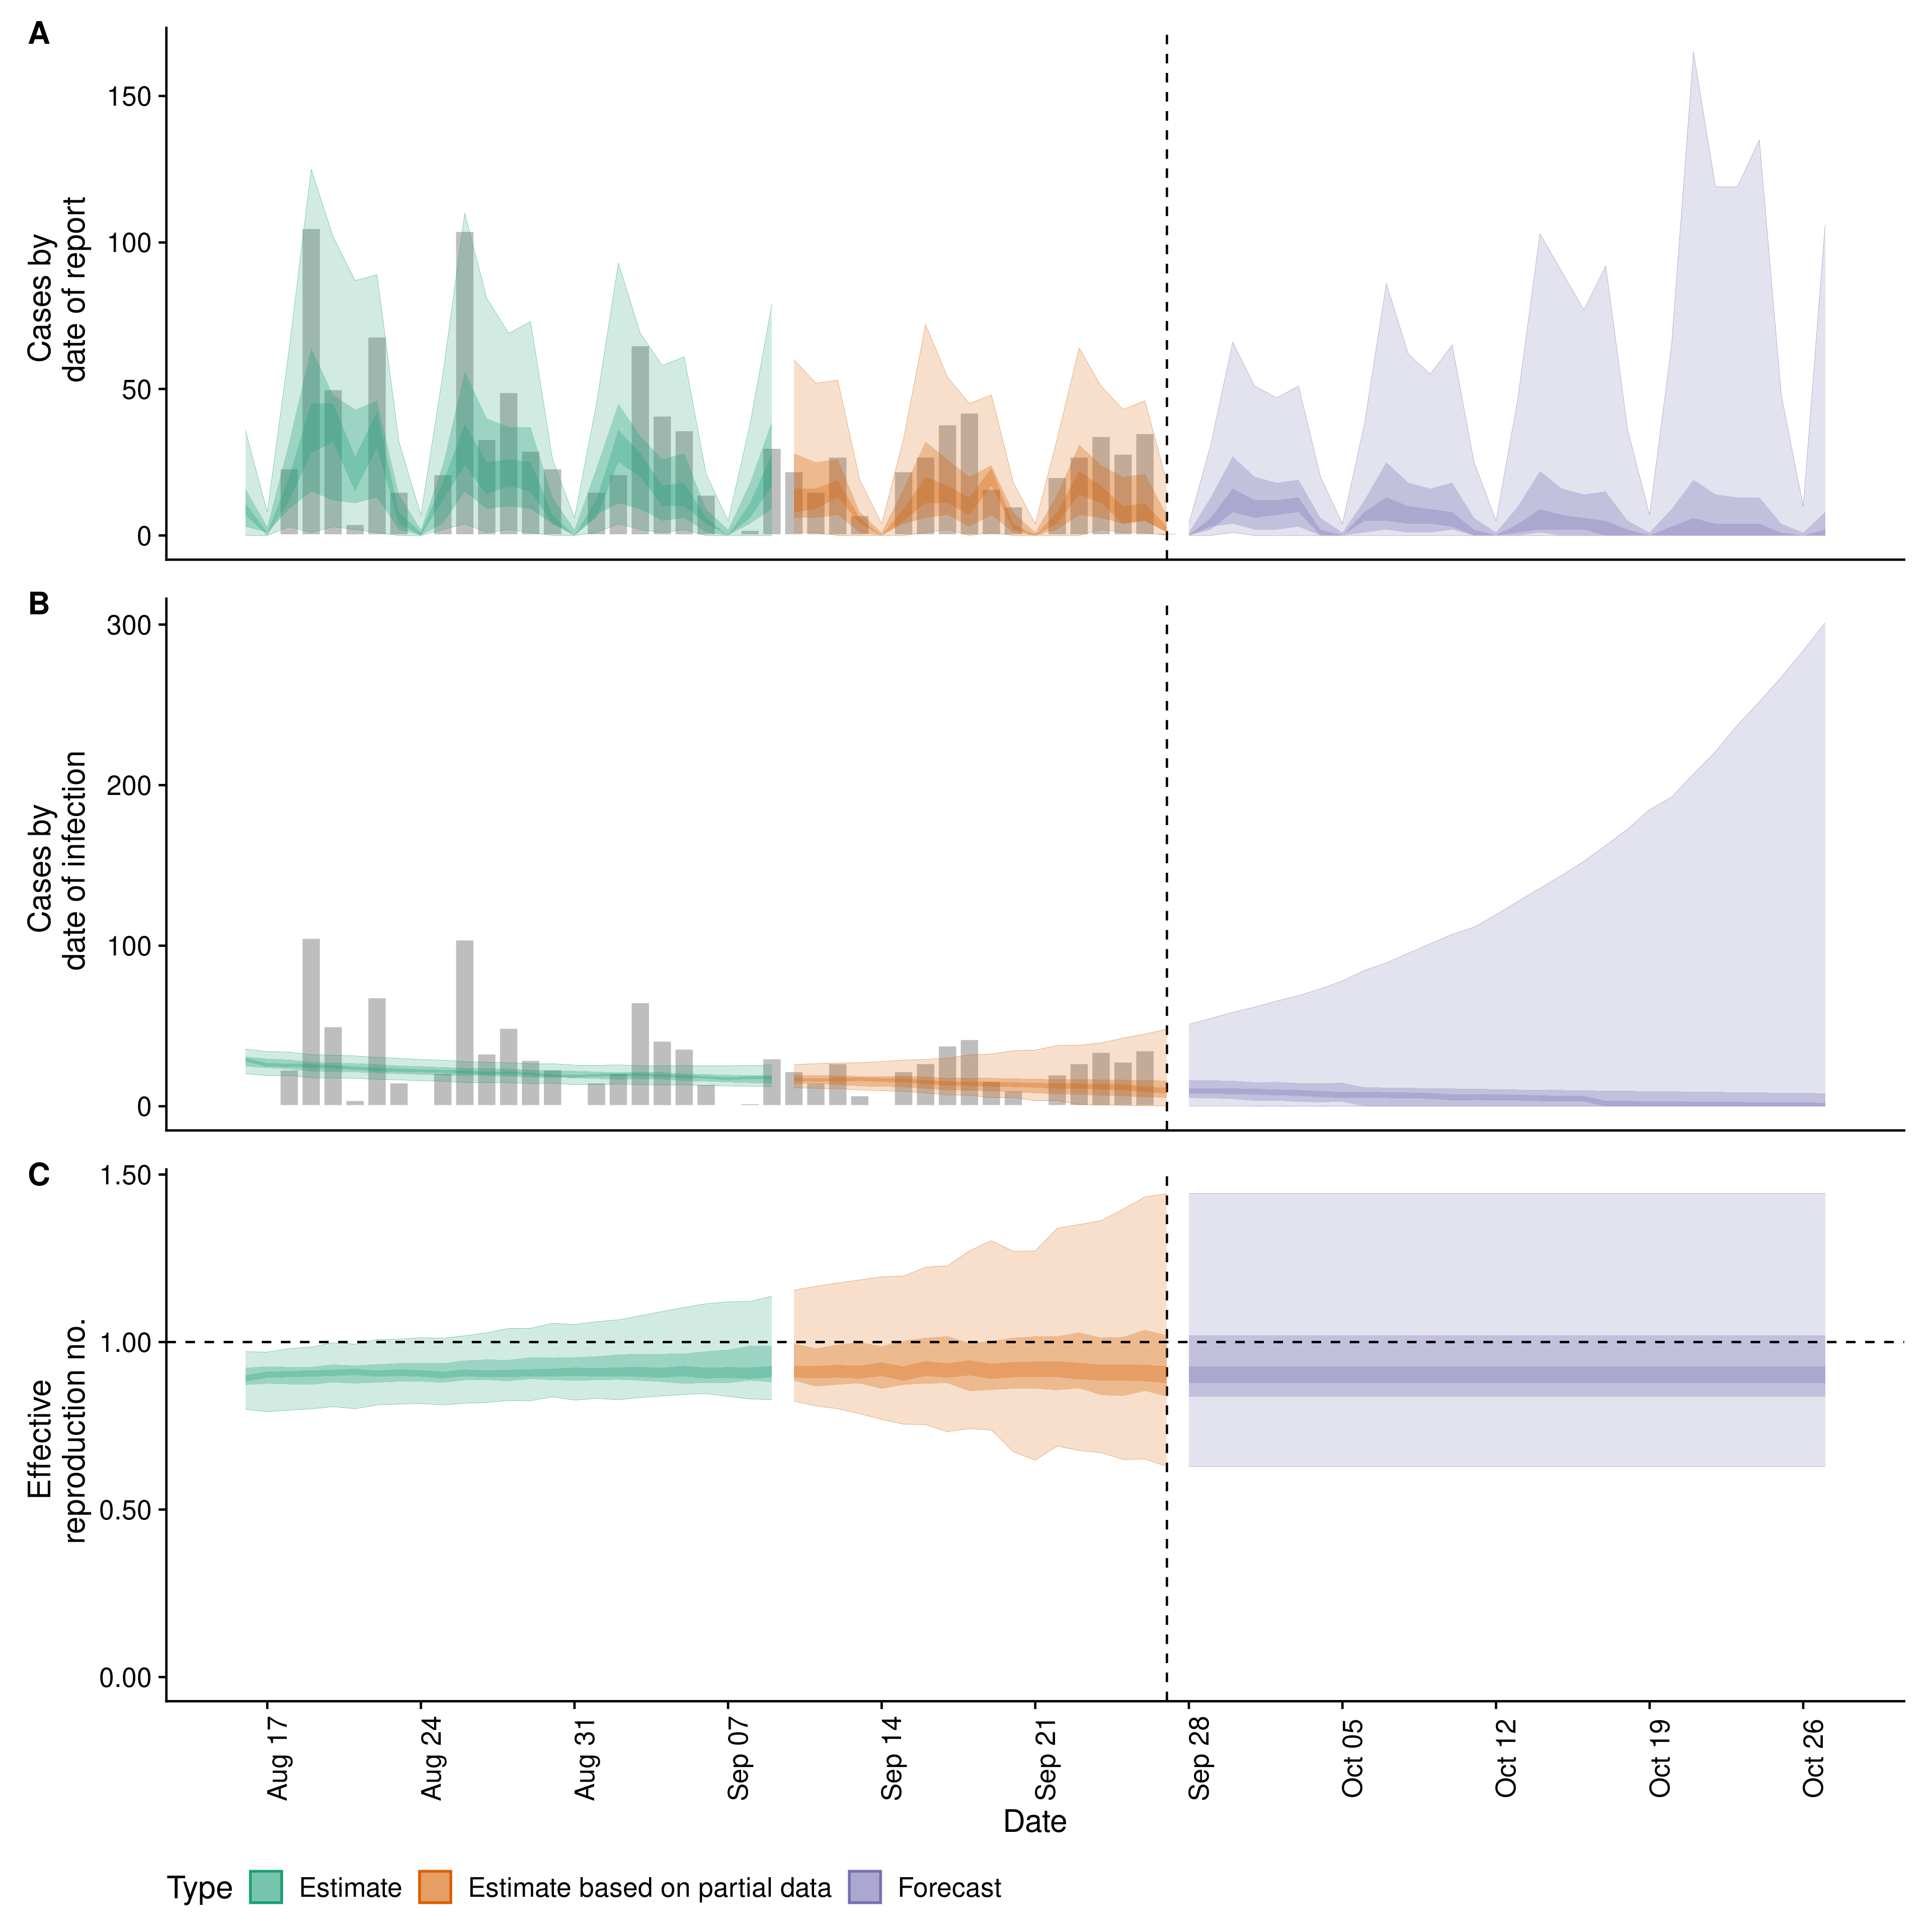 A
Cases by
date of report
150
100
50
0
B
Cases by
date of infection
300
200
100
0
C
Effective
reproduction no.
1.50
1.00
0.50
0.00
Aug 17
Aug 24
Aug 31
Sep 07
Sep 14
Sep 21
Sep 28
Oct 05
Oct 12
Oct 19
Oct 26
Date
Type Estimate Estimate based on partial data Forecast